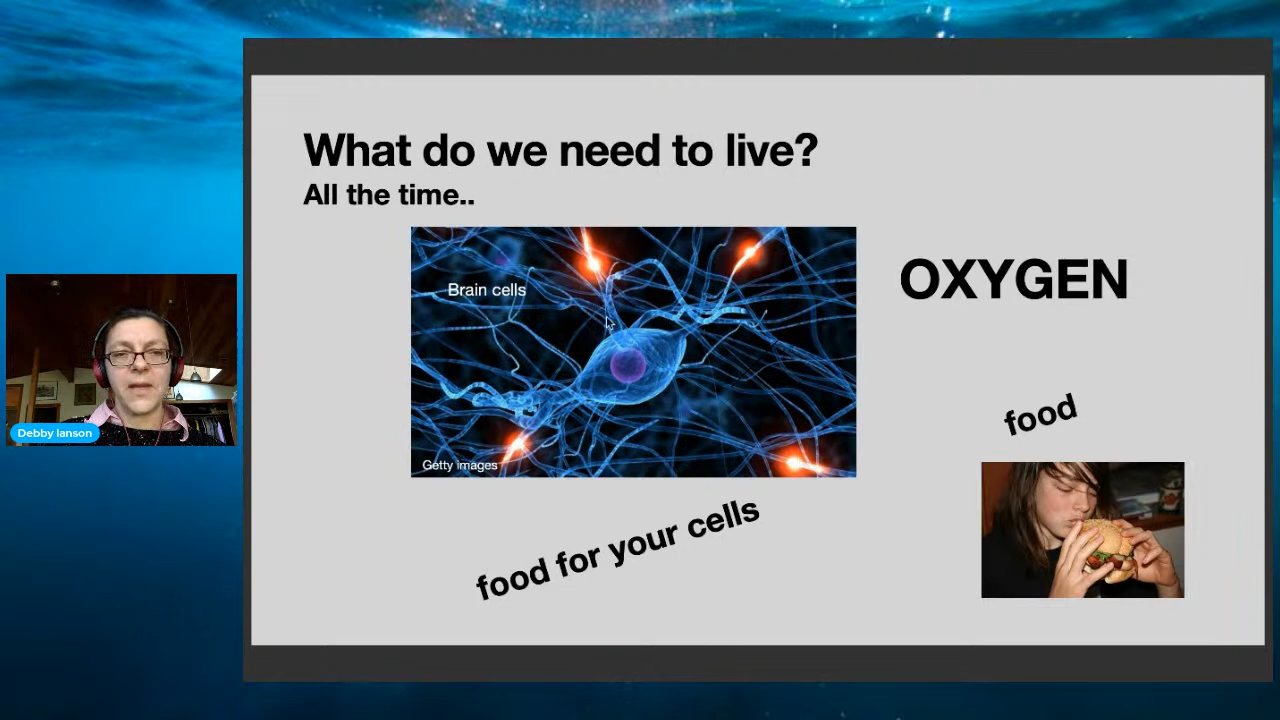 What do we need to live?
All the time..
Brain cells
OXYGEN
food
Debby Ianson
Getty images
food for your cells